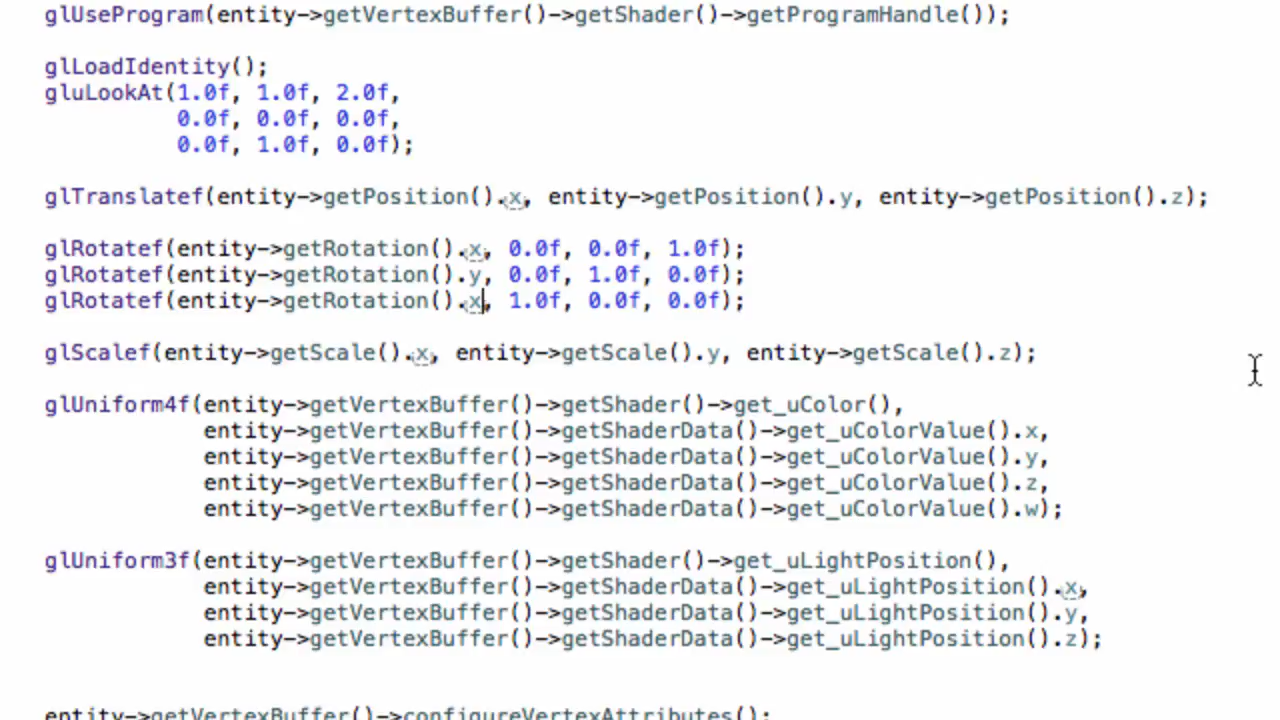 glUseProgram(entity->getVertexBuffer()->getShader()->getProgramHandle());
glLoadIdentity();
gluLookAt(1.0f, 1.0f, 2.0f,
0.0f, 0.0f, 0.0f,
0.0f, 1.0f, 0.0f);
glTranslatef(entity->getPosition().x, entity->getPosition().y, entity->getPosition().z);
glRotatef(entity->getRotation().x, 0.0f, 0.0f, 1.0f);
glRotatef(entity->getRotation().y, 0.0f, 1.0f, 0.0f);
glRotatef(entity->getRotation().x, 1.0f, 0.0f, 0.0f);
glScalef(entity->getScale().x, entity->getScale().y, entity->getScale().z);
glUniform4f(entity->getVertexBuffer()->getShader()->get_uColor(),
entity->getVertexBuffer()->getShaderData()->get_uColorValue().x,
entity->getVertexBuffer()->getShaderData()->get_uColorValue().y,
entity->getVertexBuffer()->getShaderData()->get_uColorValue().z,
entity->getVertexBuffer()->getShaderData()->get_uColorValue().w);
glUniform3f(entity->getVertexBuffer()->getShader()->get_uLightPosition(),
entity->getVertexBuffer()->getShaderData()->get_uLightPosition().x,
entity->getVertexBuffer()->getShaderData()->get_uLightPosition().y,
entity->getVertexBuffer()->getShaderData()->get_uLightPosition().z);
entity->getVertexBuffer()->configureVertexAttributes();